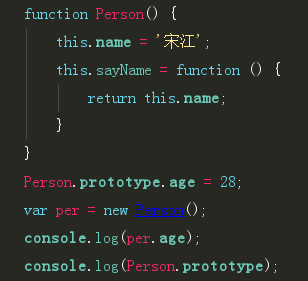 function Person() {
this.name = '宋江';
this.sayName = function () {
return this.name;
}
}
Person.prototype.age = 28;
var per = new Person();
console.log(per.age);
console.log(Person.prototype);